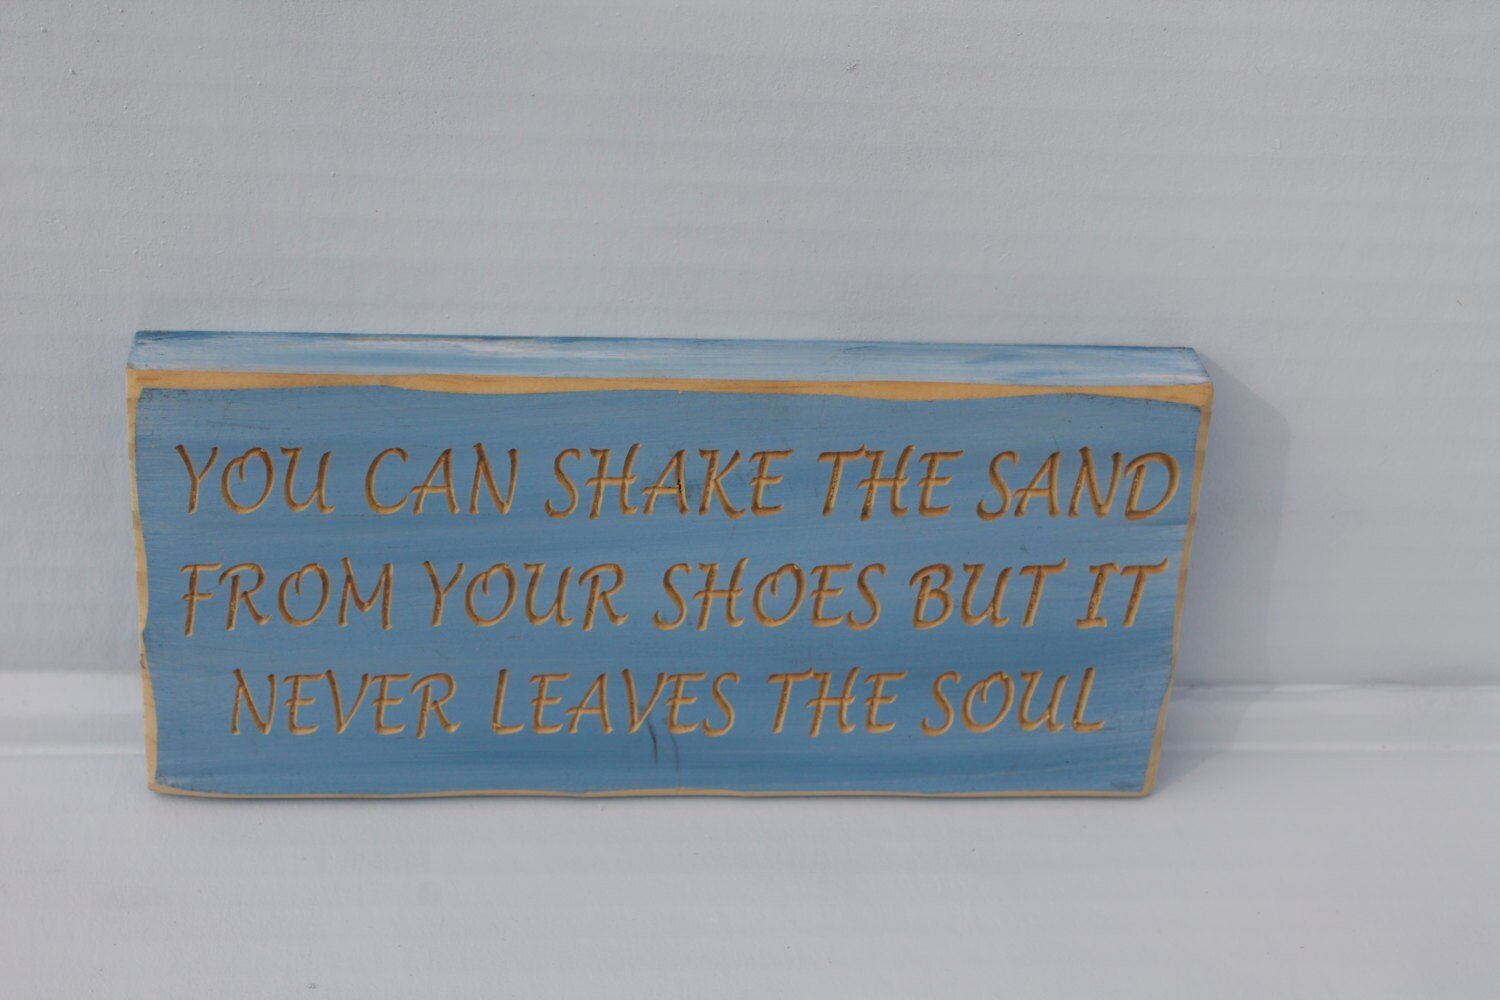 YOU CAN SHAKE THE SAND
FROM YOUR SHOES BUT IT
NEVER LEAVES THE SOUL